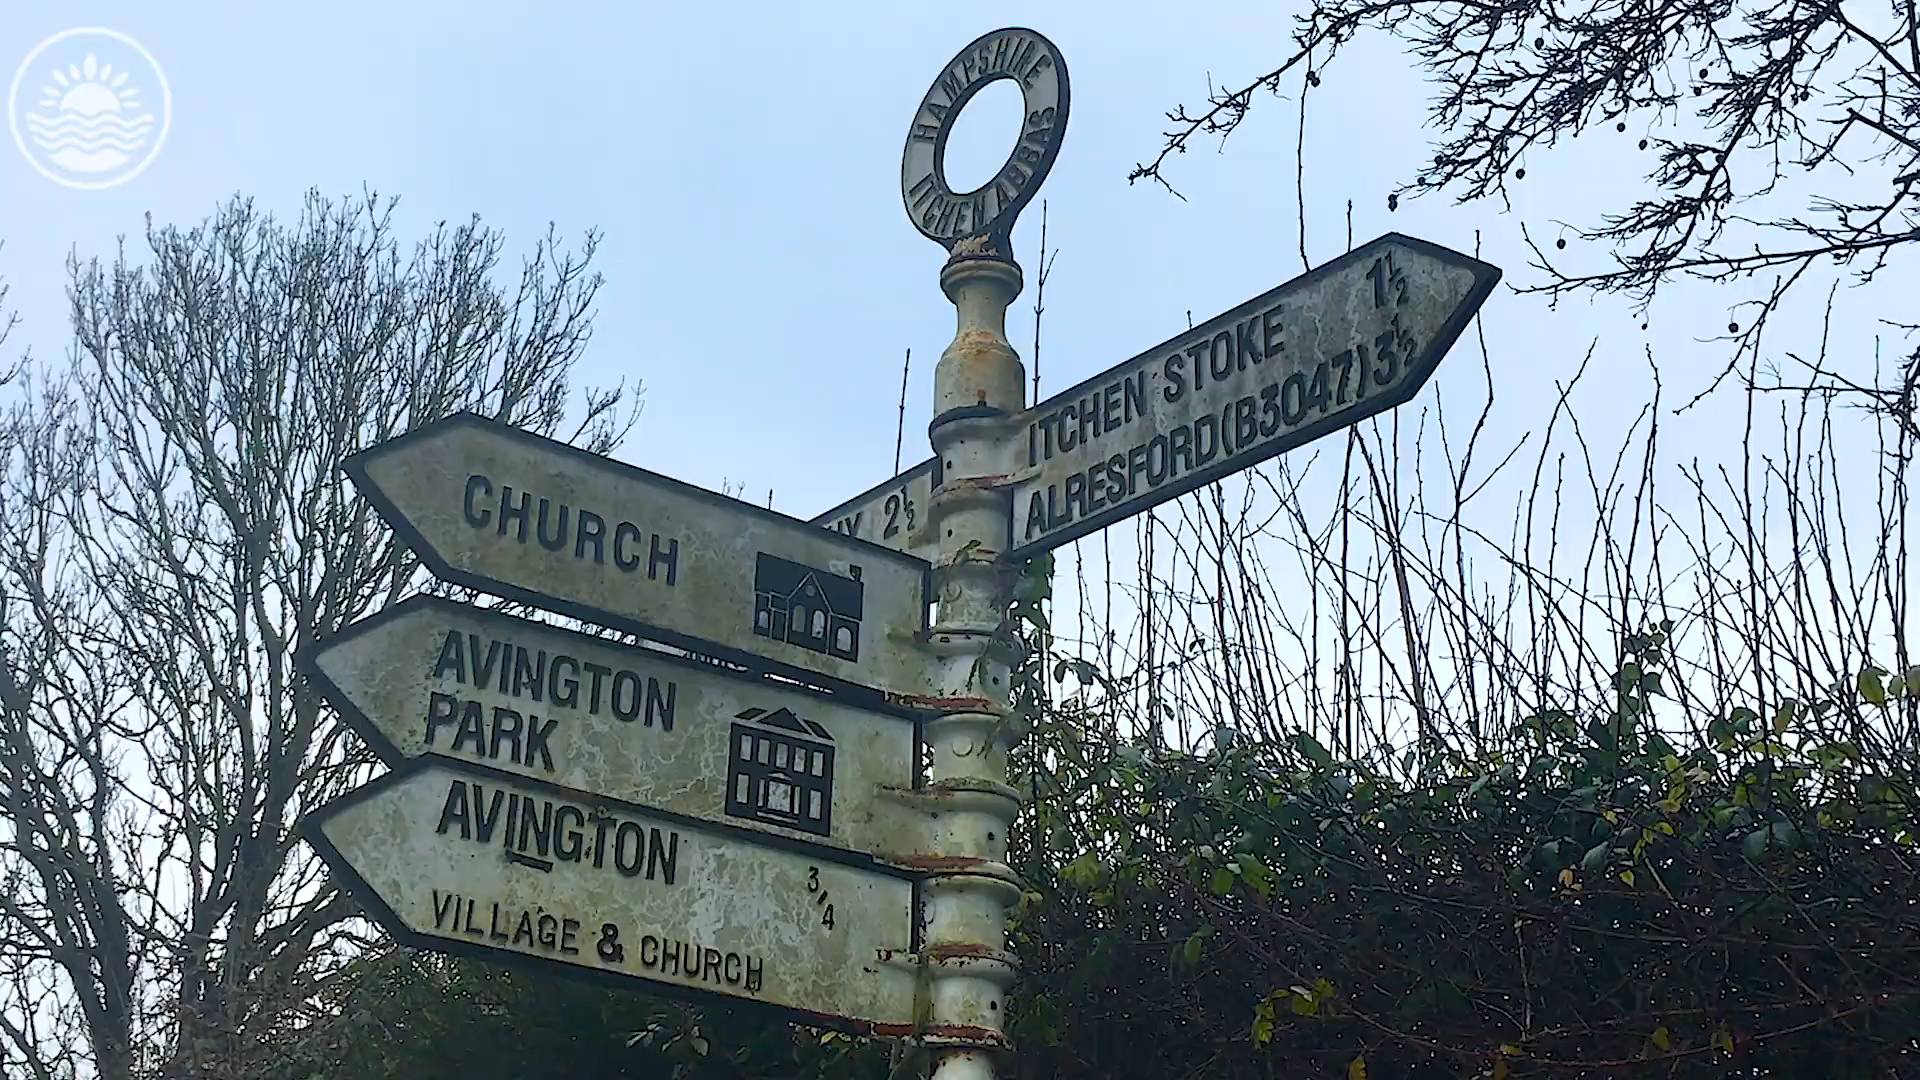 HAMPSHIRE
ITCHEN ABBAS
ITCHEN STOKE 1½
ALRESFORD (B3047) 3½
2½
CHURCH
AVINGTON
PARK
AVINGTON 3/4
VILLAGE & CHURCH